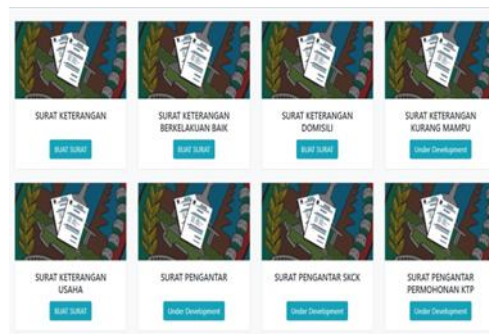 SURAT KETERANGAN
BUAT SURAT
SURAT KETERANGAN
BERKELAKUAN BAIK
BUAT SURAT
SURAT KETERANGAN
DOMISILI
BUAT SURAT
SURAT KETERANGAN
KURANG MAMPU
Under Development
SURAT KETERANGAN
USAHA
BUAT SURAT
SURAT PENGANTAR
Under Development
SURAT PENGANTAR SKCK
Under Development
SURAT PENGANTAR
PERMOHONAN KTP
Under Development